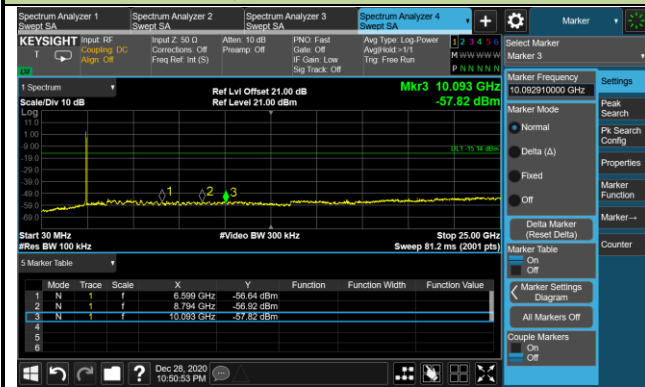 Spectrum Analyzer 1
Swept SA
Spectrum Analyzer 2
Swept SA
Spectrum Analyzer 3
Swept SA
Spectrum Analyzer 4
Swept SA
+
Marker
KEYSIGHT
T
Input: RF
Coupling: DC
Align: Off
Input Z: 50 Ω
Corrections: Off
Freq Ref: Int (S)
Atten: 10 dB
Preamp: Off
PNO: Fast
Gate: Off
IF Gain: Low
Sig Track: Off
Avg Type: Log-Power
Avg|Hold:>1/1
Trig: Free Run
1 2 3 4 5 6
M W W W W W
P N N N N N
Select Marker
Marker 3
1 Spectrum
Scale/Div 10 dB
Log
Ref Lvl Offset 21.00 dB
Ref Level 21.00 dBm
Mkr3 10.093 GHz
-57.82 dBm
11.0
1.00
-9.00
-19.0
-29.0
-39.0
-49.0
-59.0
-69.0
DL1 -15.14 dBm
1
2
3
Start 30 MHz
#Res BW 100 kHz
#Video BW 300 kHz
Stop 25.00 GHz
Sweep 81.2 ms (2001 pts)
5 Marker Table
Mode Trace Scale X Y Function Function Width Function Value
1 N 1 f 6.599 GHz -56.64 dBm
2 N 1 f 8.794 GHz -56.92 dBm
3 N 1 f 10.093 GHz -57.82 dBm
4
5
6
Marker Frequency
10.092910000 GHz
Marker Mode
Normal
Delta (Δ)
Fixed
Off
Delta Marker
(Reset Delta)
Marker Table
On
Off
Marker Settings
Diagram
All Markers Off
Couple Markers
On
Off
Settings
Peak
Search
Pk Search
Config
Properties
Marker
Function
Marker→
Counter
?
Dec 28, 2020
10:50:53 PM